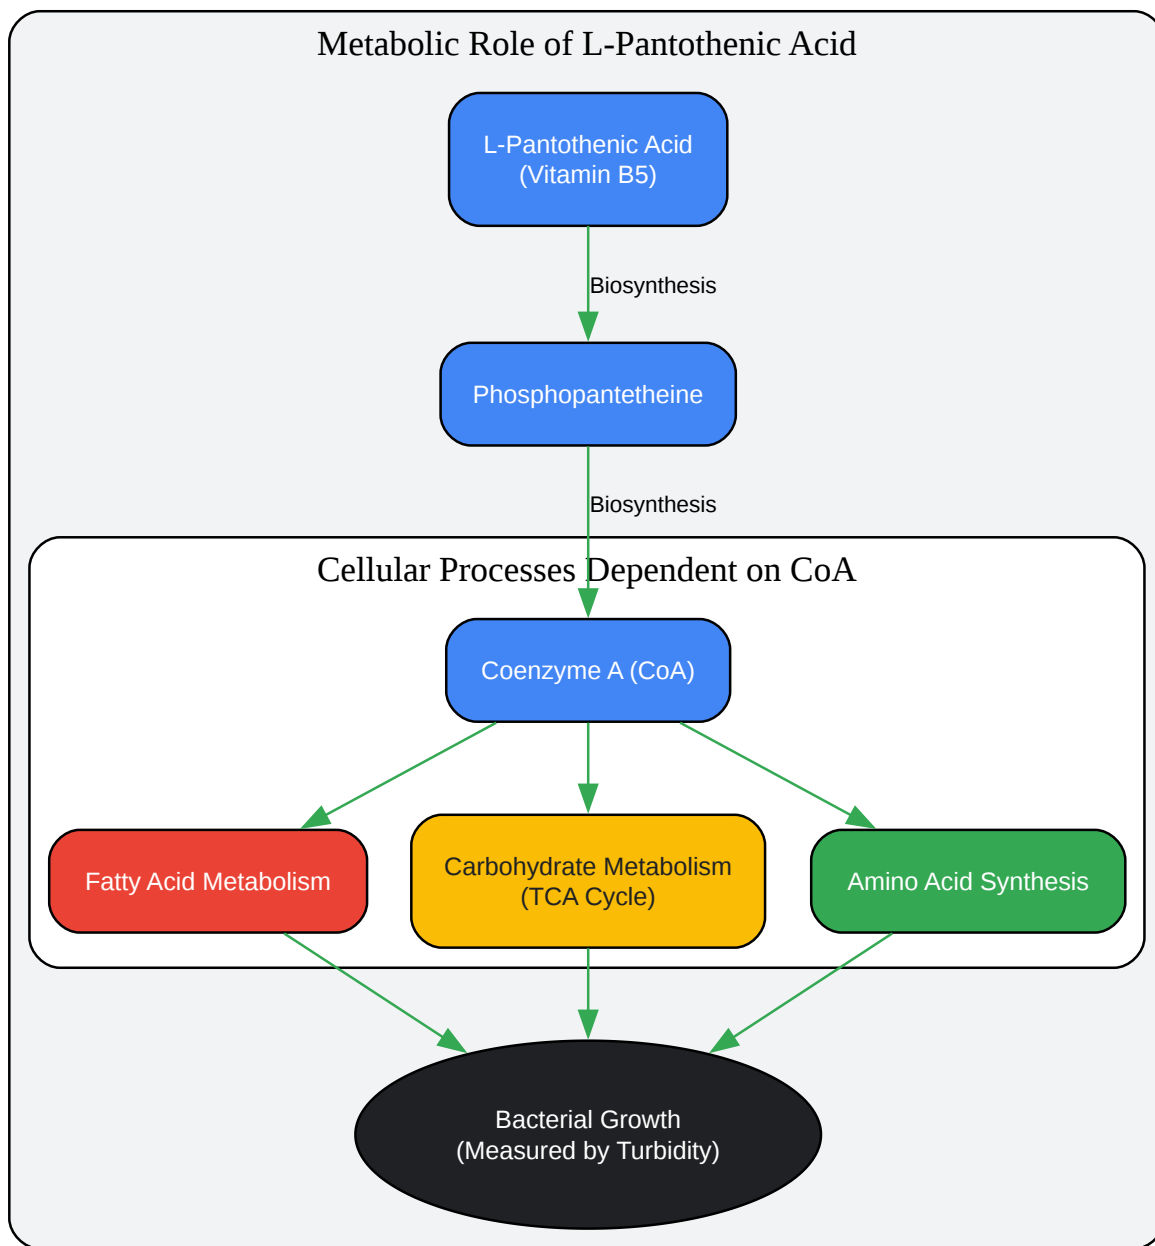 Metabolic Role of L-Pantothenic Acid
L-Pantothenic Acid
(Vitamin B5)
Biosynthesis
Phosphopantetheine
Biosynthesis
Cellular Processes Dependent on CoA
Coenzyme A (CoA)
Fatty Acid Metabolism
Carbohydrate Metabolism
(TCA Cycle)
Amino Acid Synthesis
Bacterial Growth
(Measured by Turbidity)